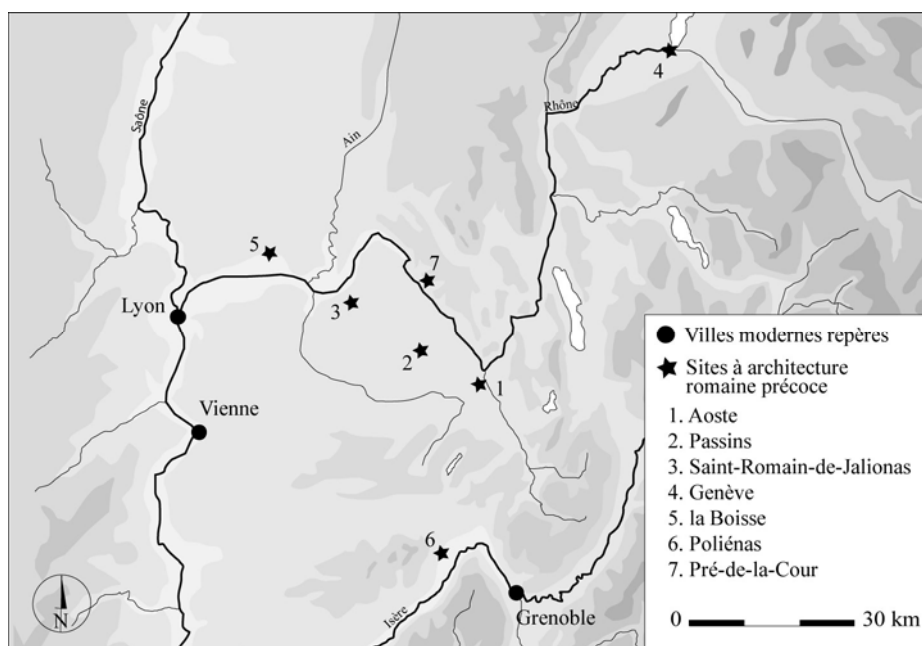 4
Rhône
Saône
Ain
5
7
3
Lyon
2
1
Vienne
6
Isère
Grenoble
N
Villes modernes repères
Sites à architecture
romaine précoce
1. Aoste
2. Passins
3. Saint-Romain-de-Jalionas
4. Genève
5. la Boisse
6. Poliénas
7. Pré-de-la-Cour
0 30 km